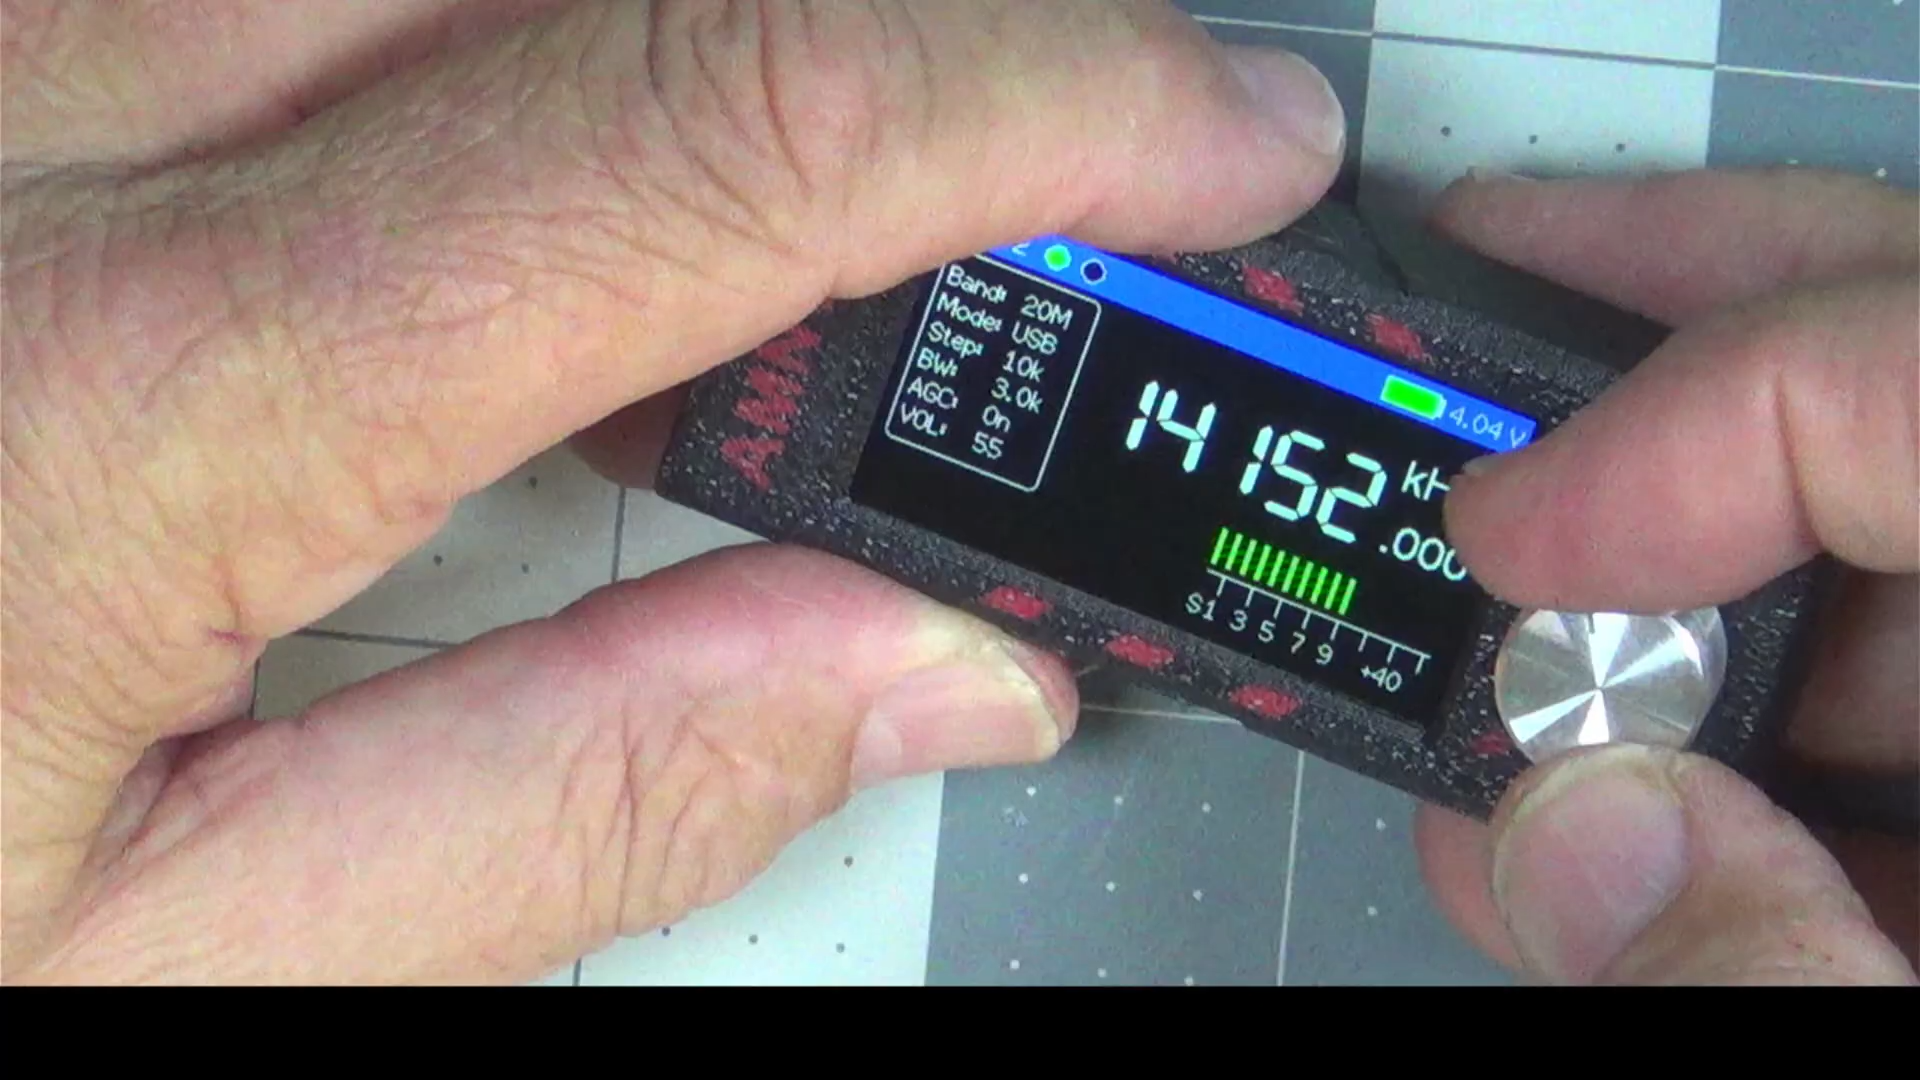 Band: 20M
Mode: USB
Step: 10k
BW: 3.0k
AGC: On
VOL: 55
4.04 V
14 152
.000
S1 3 5 7 9 +40